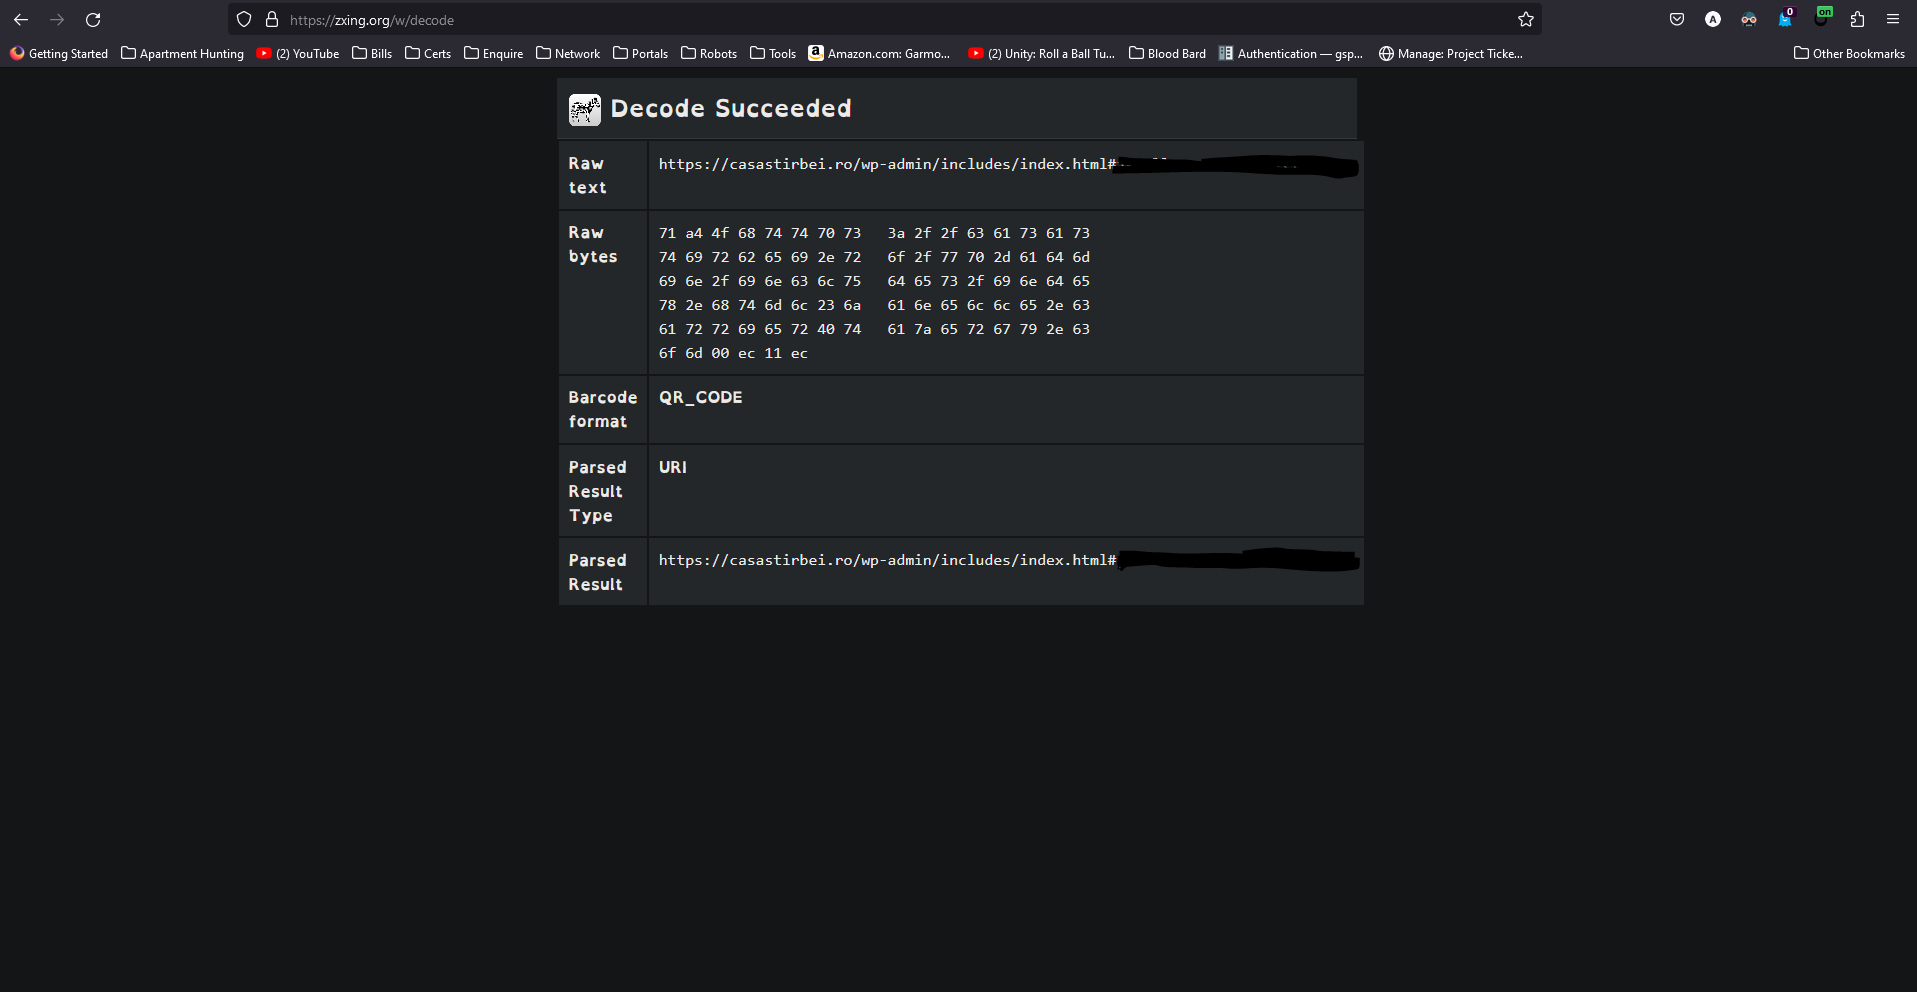 https://zxing.org/w/decode
0
on
Getting Started
Apartment Hunting
(2) YouTube
Bills
Certs
Enquire
Network
Portals
Robots
Tools
Amazon.com: Garmo...
(2) Unity: Roll a Ball Tu...
Blood Bard
Authentication — gsp...
Manage: Project Ticke...
Other Bookmarks
Decode Succeeded
Raw text
https://casastirbei.ro/wp-admin/includes/index.html#
Raw bytes
71 a4 4f 68 74 74 70 73 3a 2f 2f 63 61 73 61 73
74 69 72 62 65 69 2e 72 6f 2f 77 70 2d 61 64 6d
69 6e 2f 69 6e 63 6c 75 64 65 73 2f 69 6e 64 65
78 2e 68 74 6d 6c 23 6a 61 6e 65 6c 6c 65 2e 63
61 72 72 69 65 72 40 74 61 7a 65 72 67 79 2e 63
6f 6d 00 ec 11 ec
Barcode format
QR_CODE
Parsed Result Type
URI
Parsed Result
https://casastirbei.ro/wp-admin/includes/index.html#